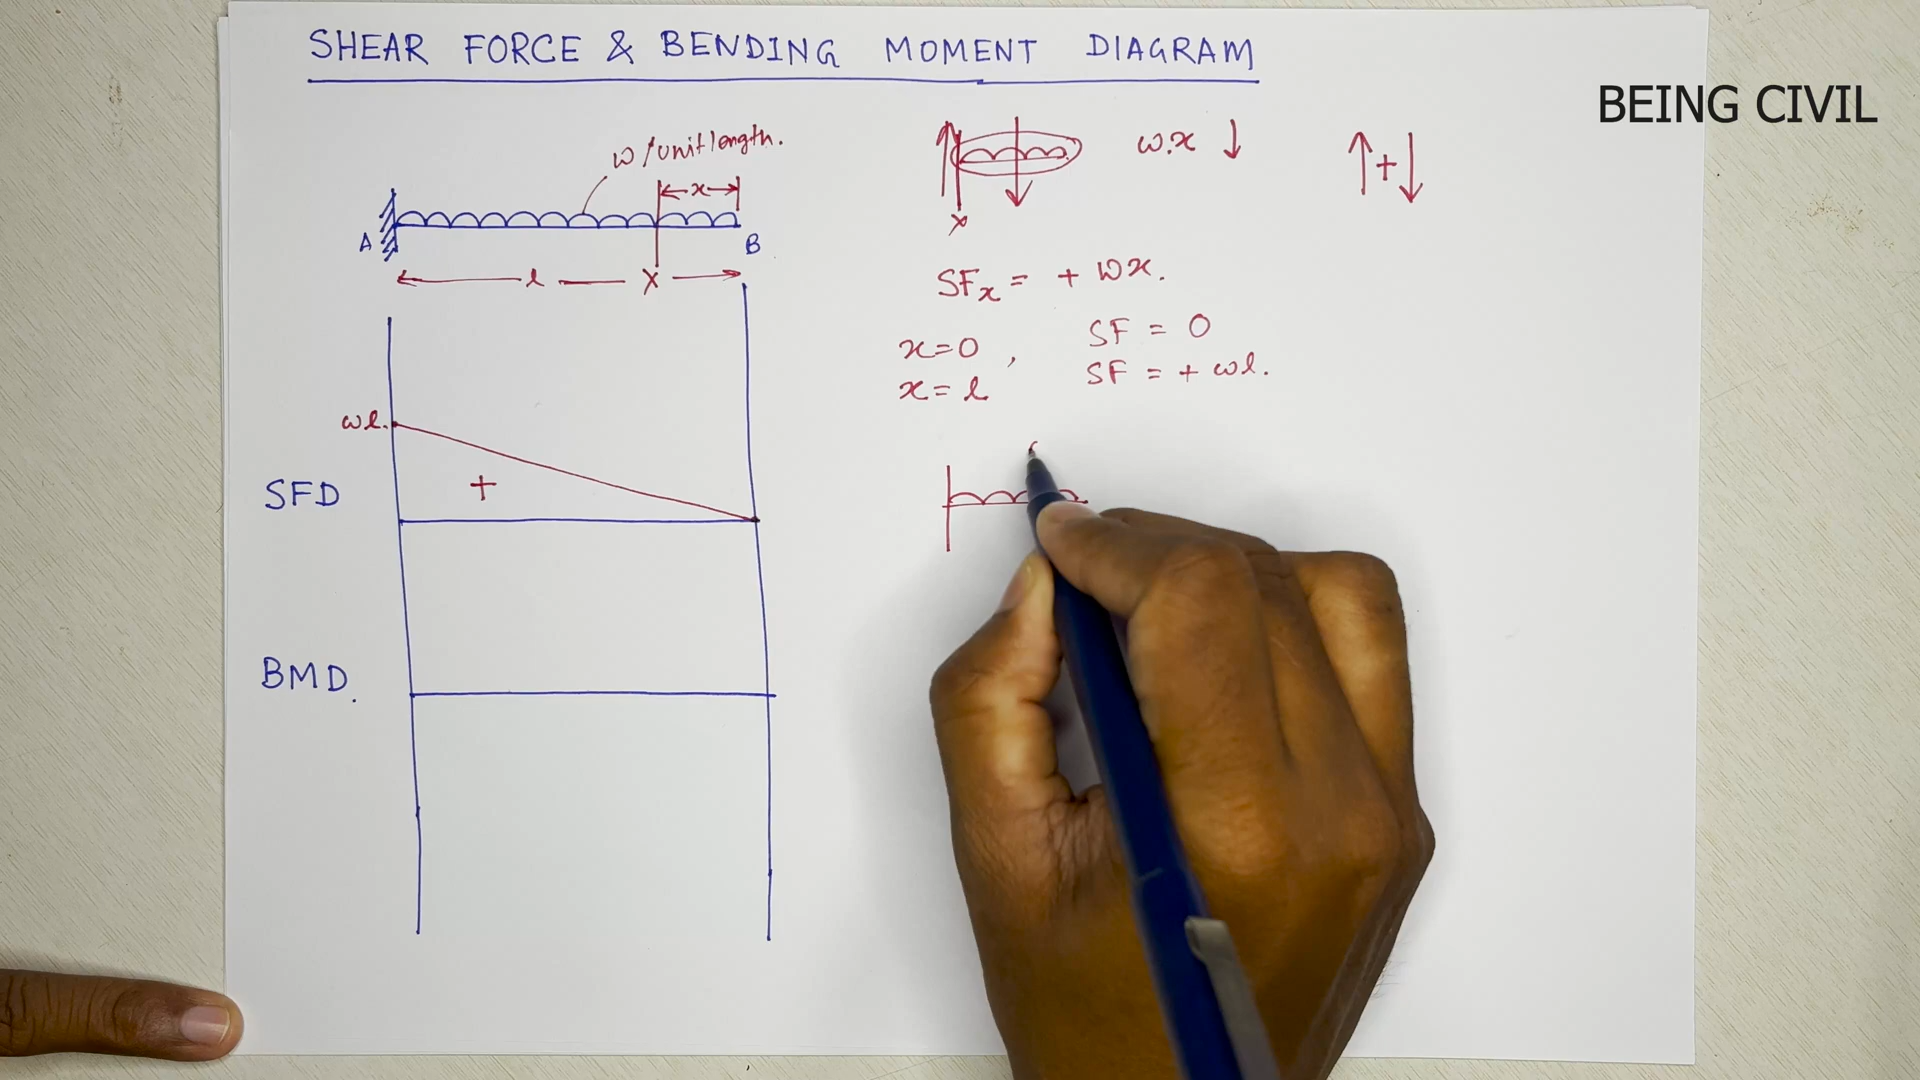 SHEAR FORCE & BENDING MOMENT DIAGRAM
BEING CIVIL
w/unit length.
x
A
B
l
X
w.x ↓
↑+↓
x
SFx = + wx.
x=0 , SF = 0
x= l SF = + wl.
wl.
+
SFD
BMD.